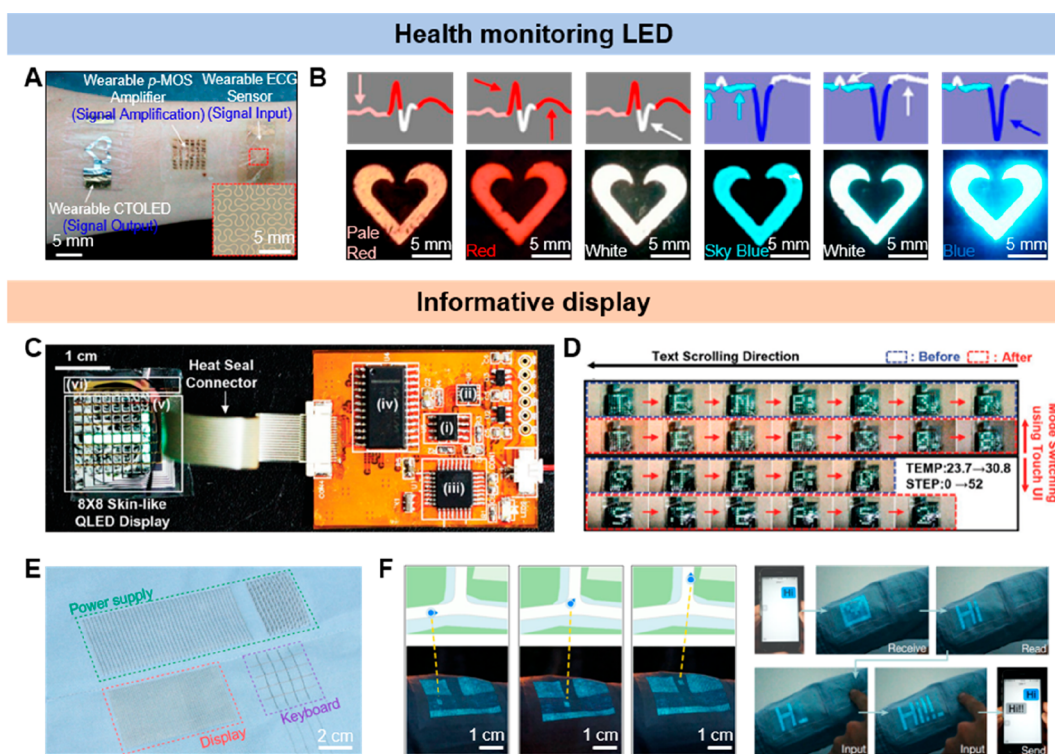 Health monitoring LED
A
Wearable p-MOS
Amplifier
(Signal Amplification)
Wearable ECG
Sensor
(Signal Input)
Wearable CTOLED
(Signal Output)
5 mm
5 mm
B
Pale
Red
5 mm
Red
5 mm
White
5 mm
Sky Blue
5 mm
White
5 mm
Blue
5 mm
Informative display
C
1 cm
Heat Seal
Connector
(vi)
(v)
(iv)
(ii)
(i)
(iii)
8X8 Skin-like
QLED Display
D
Text Scrolling Direction
: Before
: After
TEMP:23.7→30.8
STEP:0 →52
Mode Switching
using Touch UI
E
Power supply
Display
Keyboard
2 cm
F
1 cm
1 cm
1 cm
Hi
Receive
Hi
Read
H_
Input
Hi!!_
Input
Hi
Hi!!
Send